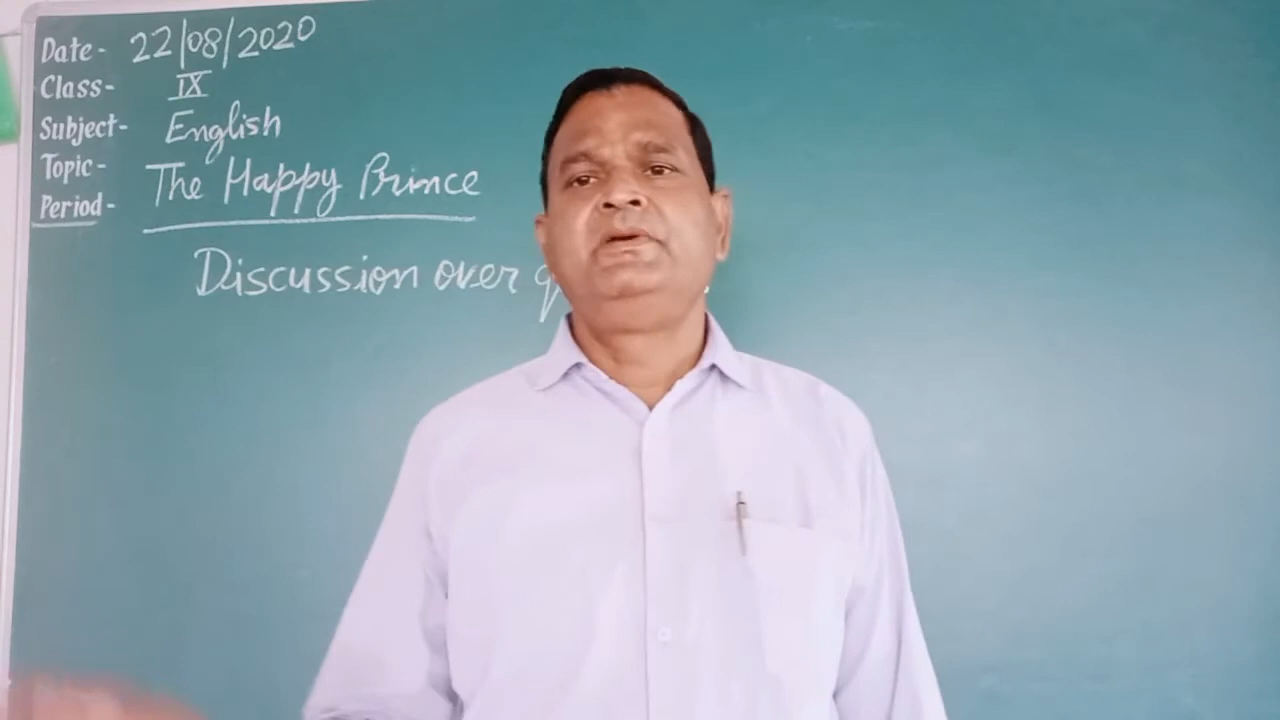 Date- 22/08/2020
Class- IX
Subject- English
Topic- The Happy Prince
Period-
Discussion over